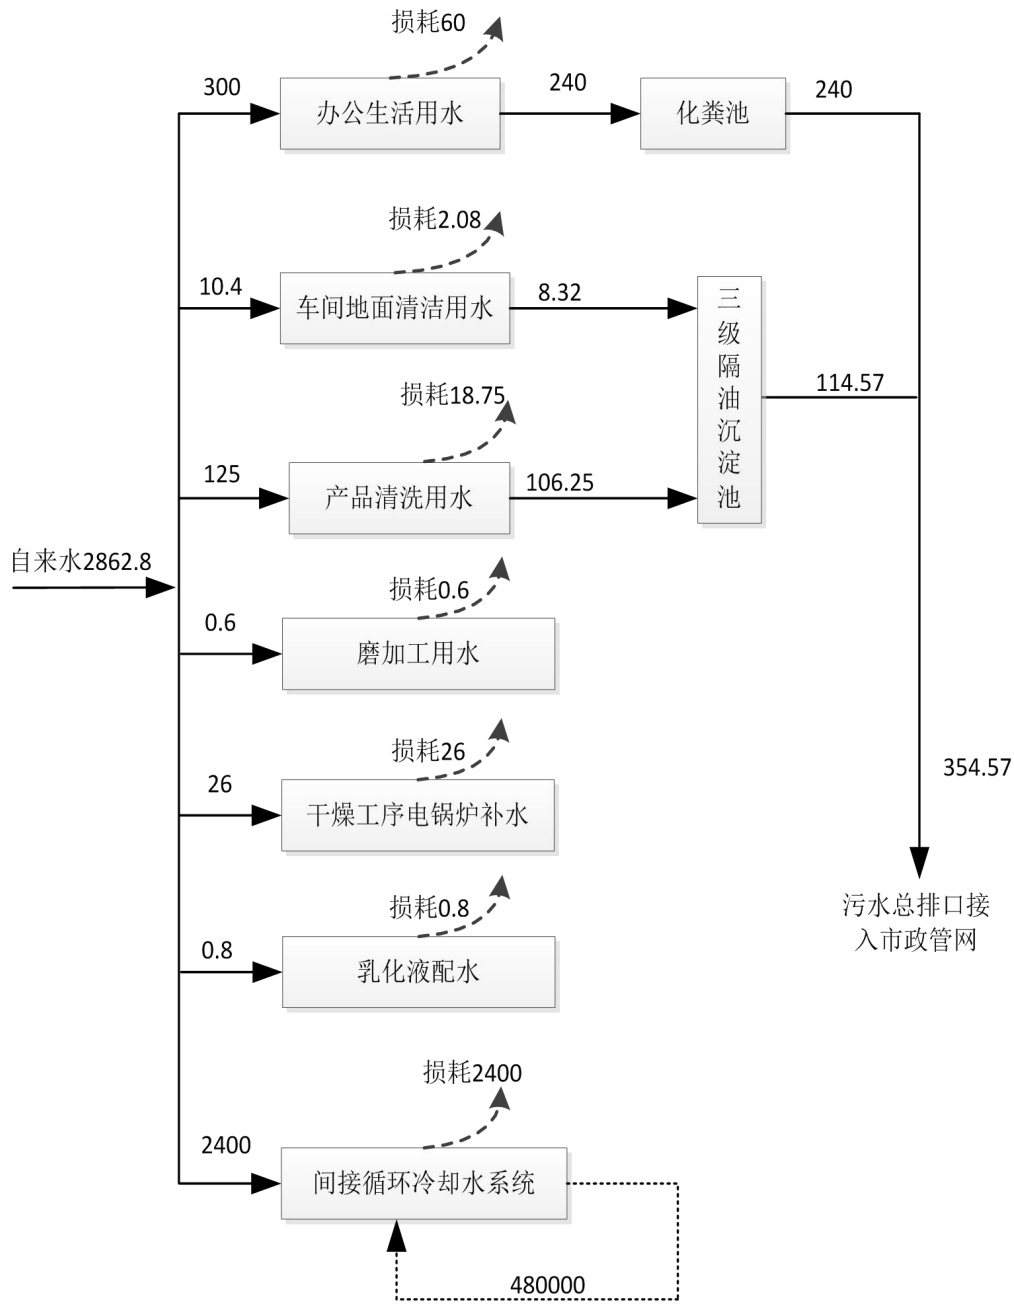 损耗60
300
办公生活用水
240
化粪池
240
损耗2.08
10.4
车间地面清洁用水
8.32
三级隔油沉淀池
114.57
损耗18.75
125
产品清洗用水
106.25
自来水2862.8
损耗0.6
0.6
磨加工用水
损耗26
26
干燥工序电锅炉补水
354.57
损耗0.8
0.8
乳化液配水
污水总排口接
入市政管网
损耗2400
2400
间接循环冷却水系统
480000